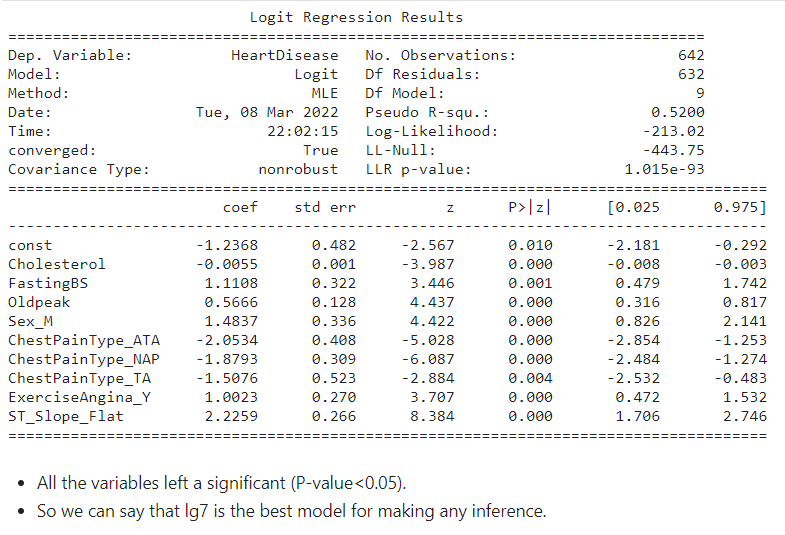 Logit Regression Results
==============================================================================
Dep. Variable: HeartDisease No. Observations: 642
Model: Logit Df Residuals: 632
Method: MLE Df Model: 9
Date: Tue, 08 Mar 2022 Pseudo R-squ.: 0.5200
Time: 22:02:15 Log-Likelihood: -213.02
converged: True LL-Null: -443.75
Covariance Type: nonrobust LLR p-value: 1.015e-93
=====================================================================================
coef std err z P>|z| [0.025 0.975]
-------------------------------------------------------------------------------------
const -1.2368 0.482 -2.567 0.010 -2.181 -0.292
Cholesterol -0.0055 0.001 -3.987 0.000 -0.008 -0.003
FastingBS 1.1108 0.322 3.446 0.001 0.479 1.742
Oldpeak 0.5666 0.128 4.437 0.000 0.316 0.817
Sex_M 1.4837 0.336 4.422 0.000 0.826 2.141
ChestPainType_ATA -2.0534 0.408 -5.028 0.000 -2.854 -1.253
ChestPainType_NAP -1.8793 0.309 -6.087 0.000 -2.484 -1.274
ChestPainType_TA -1.5076 0.523 -2.884 0.004 -2.532 -0.483
ExerciseAngina_Y 1.0023 0.270 3.707 0.000 0.472 1.532
ST_Slope_Flat 2.2259 0.266 8.384 0.000 1.706 2.746
=====================================================================================
• All the variables left a significant (P-value<0.05).
• So we can say that lg7 is the best model for making any inference.